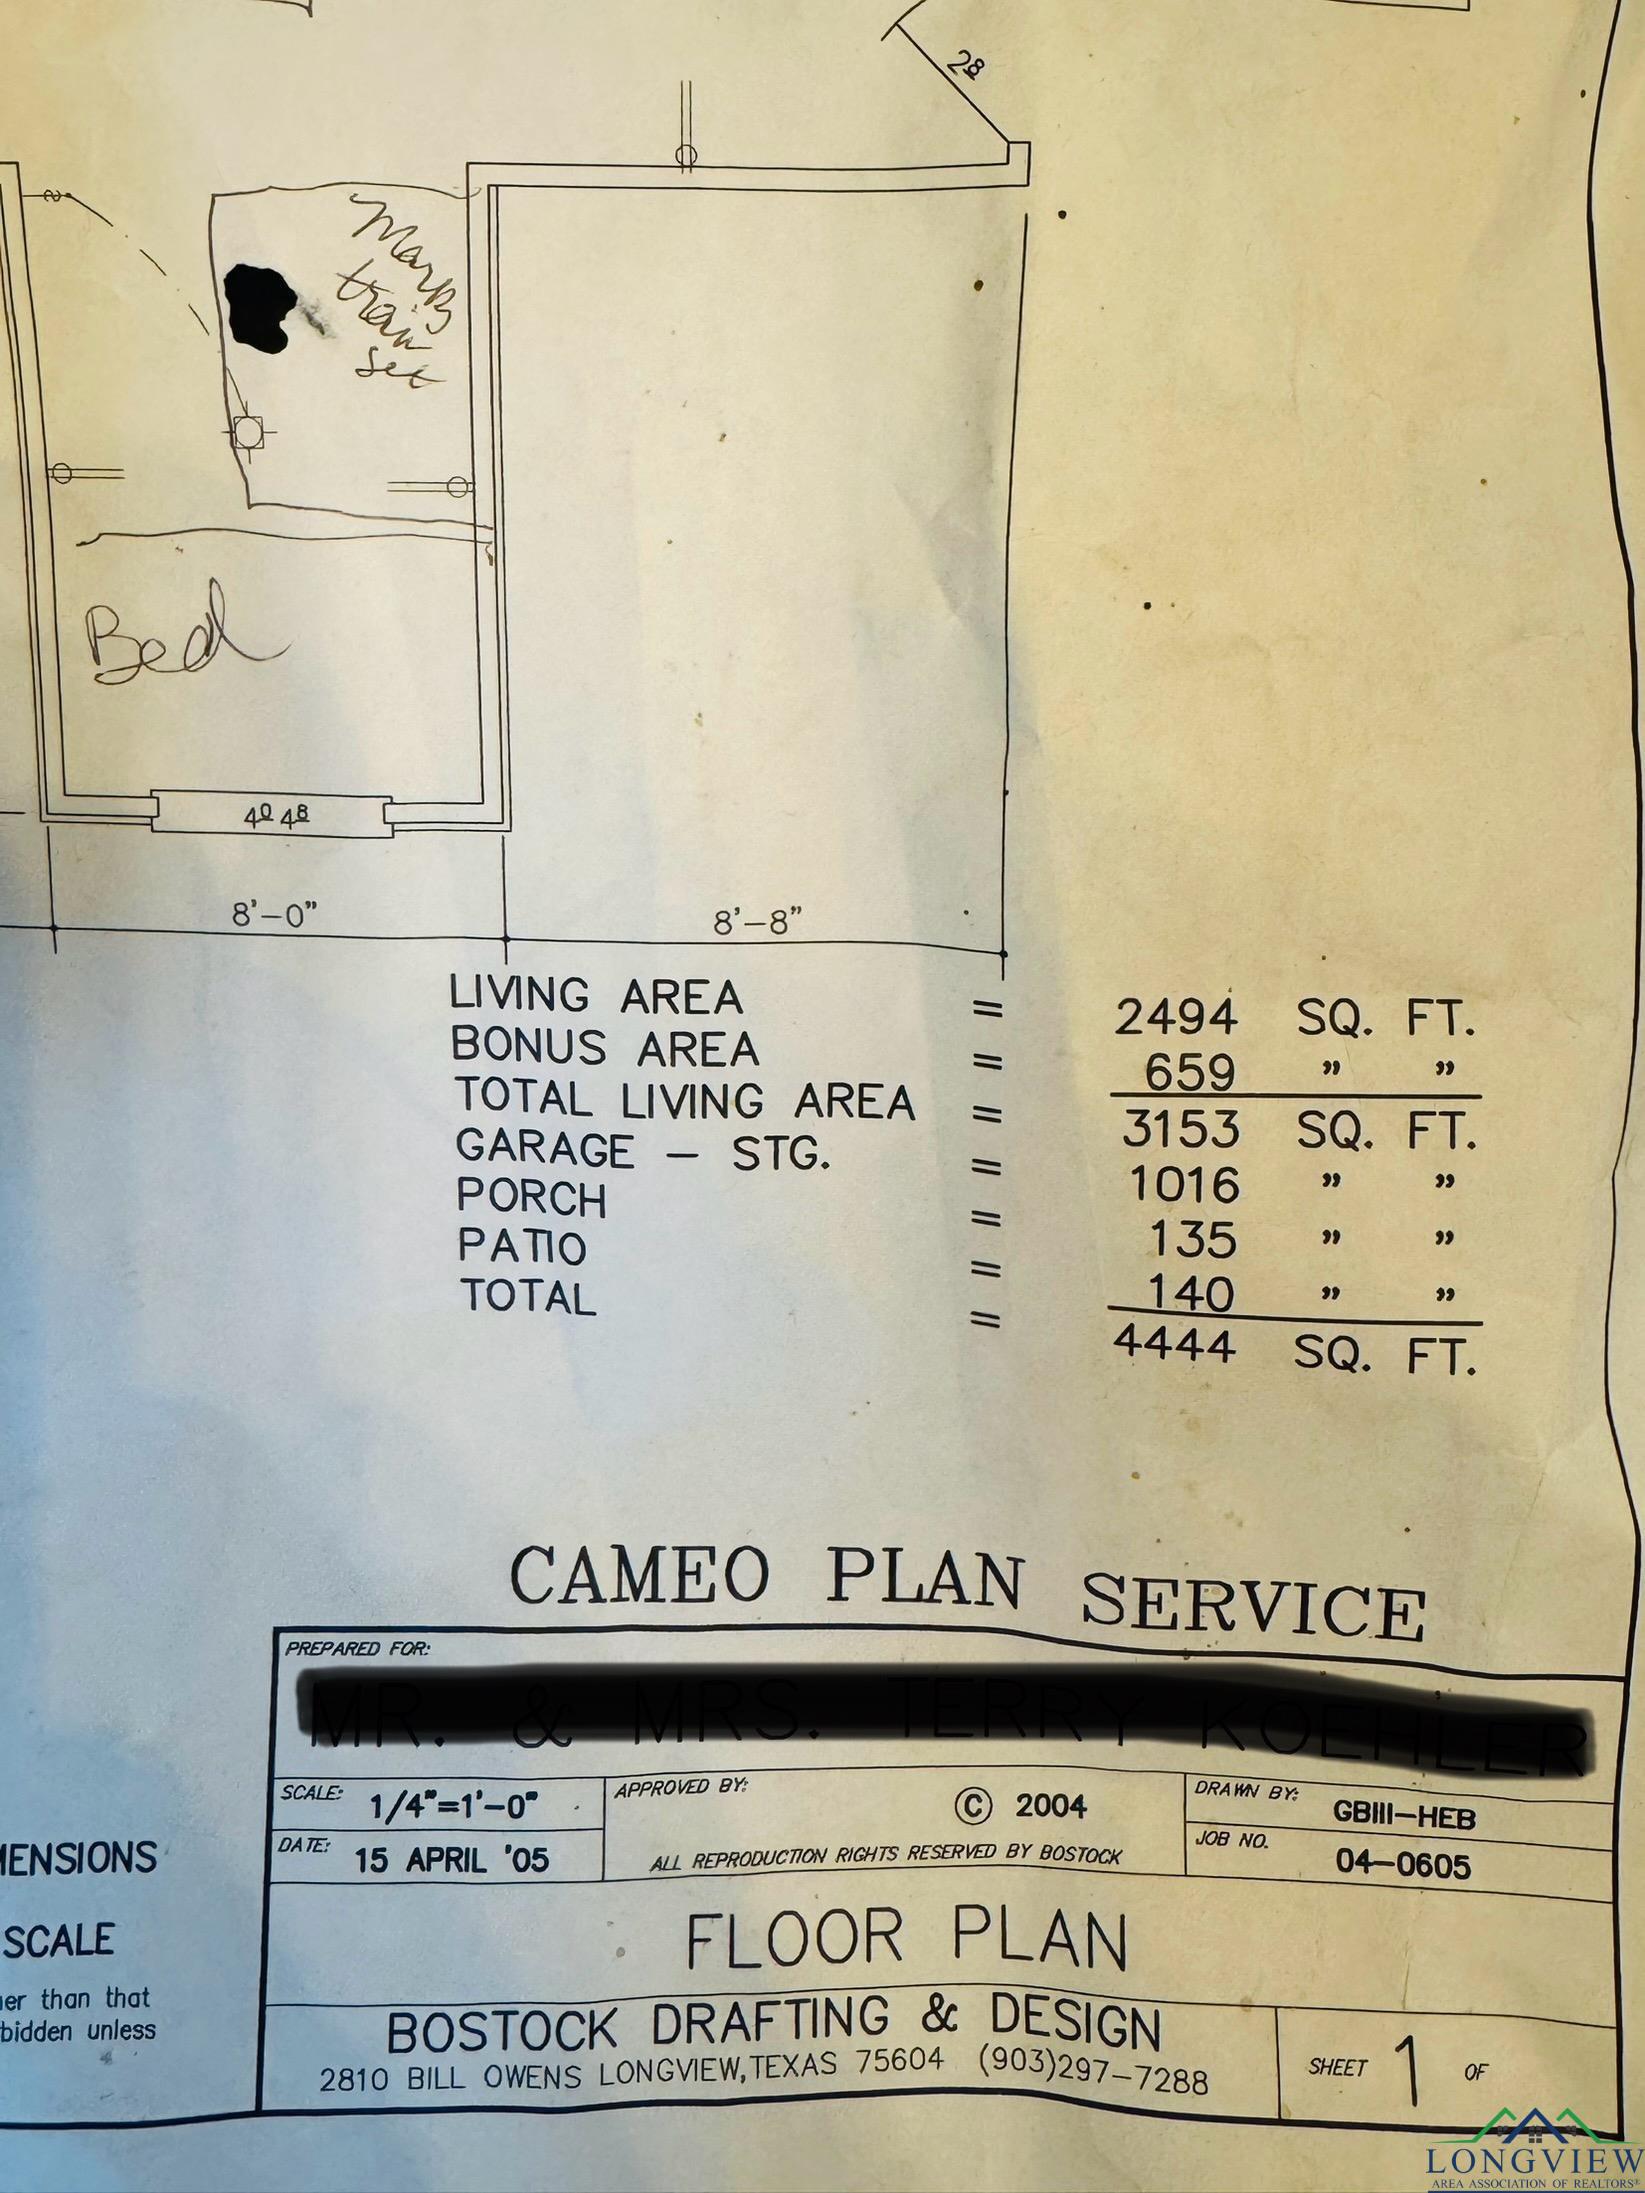 28
Mark's
train
set
Bed
40 48
8'-0"
8'-8"
LIVING AREA = 2494 SQ. FT.
BONUS AREA = 659 " "
TOTAL LIVING AREA = 3153 SQ. FT.
GARAGE – STG. = 1016 " "
PORCH = 135 " "
PATIO = 140 " "
TOTAL = 4444 SQ. FT.
CAMEO PLAN SERVICE
PREPARED FOR:
SCALE: 1/4"=1'-0"
APPROVED BY:
© 2004
DRAWN BY: GBIII-HEB
DATE: 15 APRIL '05
ALL REPRODUCTION RIGHTS RESERVED BY BOSTOCK
JOB NO. 04-0605
FLOOR PLAN
BOSTOCK DRAFTING & DESIGN
2810 BILL OWENS LONGVIEW, TEXAS 75604 (903)297-7288
SHEET 1 OF
MENSIONS
SCALE
er than that
bidden unless
LONGVIEW
AREA ASSOCIATION OF REALTORS®